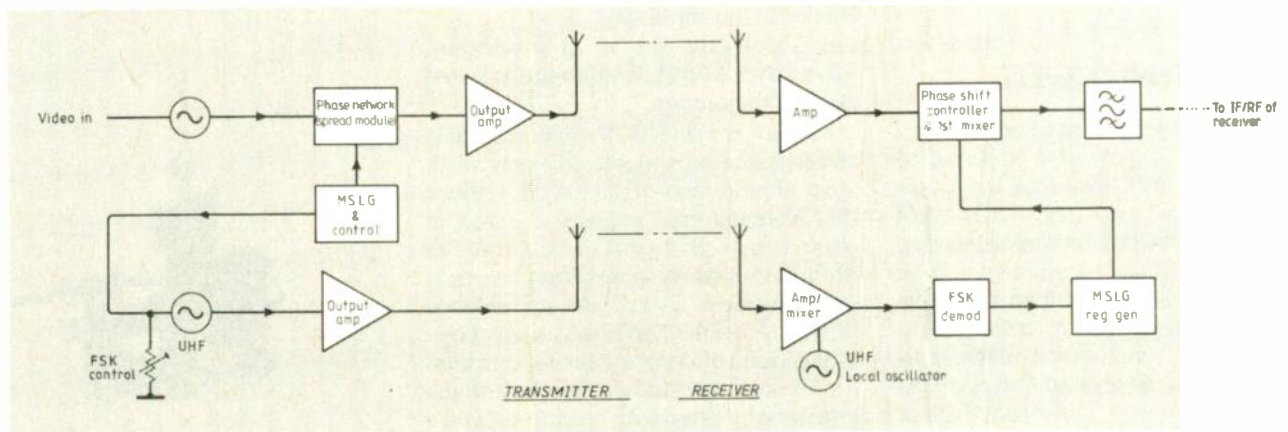 Video in
Phase network
(spread module)
Output
amp
Amp
Phase shift
controller
& 1st mixer
To IF/RF of
receiver
MSLG
&
control
Output
amp
UHF
FSK
control
Amp/
mixer
UHF
Local oscillator
FSK
demod
MSLG
reg gen
TRANSMITTER
RECEIVER